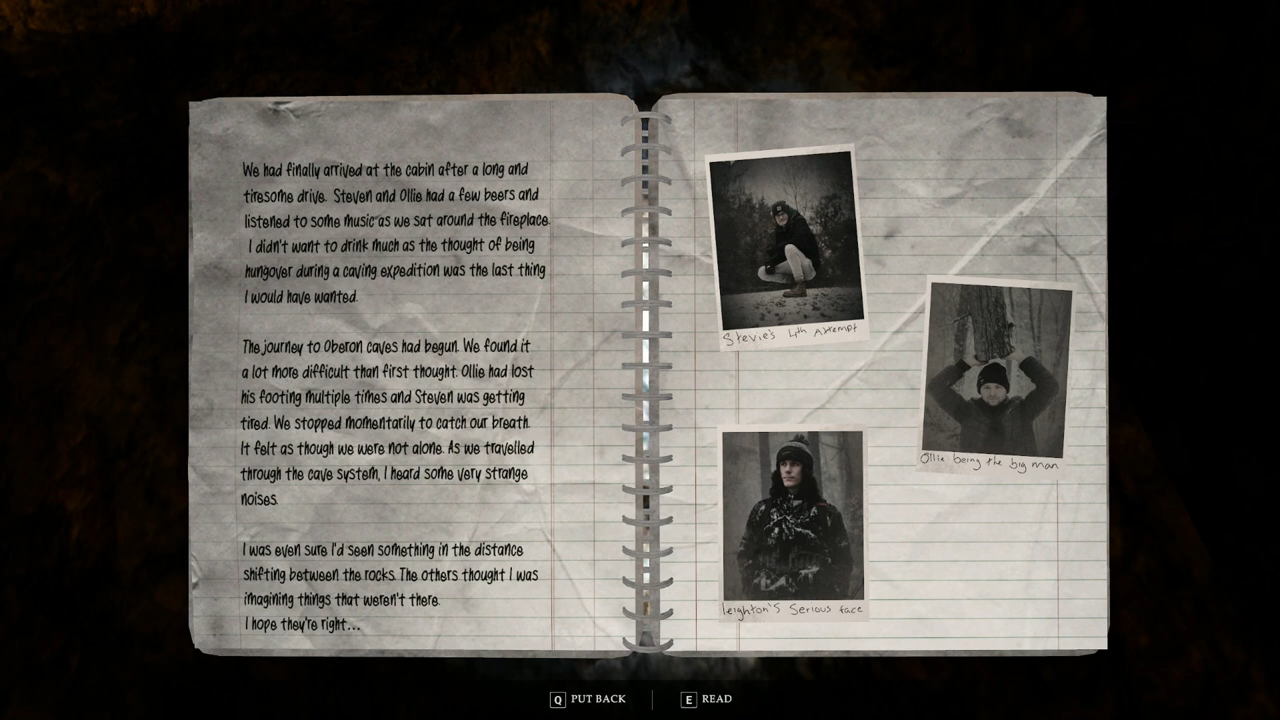 We had finally arrived at the cabin after a long and
tiresome drive. Steven and Ollie had a few beers and
listened to some music as we sat around the fireplace.
I didn't want to drink much as the thought of being
hungover during a caving expedition was the last thing
I would have wanted.
The journey to Oberon caves had begun. We found it
a lot more difficult than first thought. Ollie had lost
his footing multiple times and Steven was getting
tired. We stopped momentarily to catch our breath.
It felt as though we were not alone. As we travelled
through the cave system, I heard some very strange
noises.
I was even sure I'd seen something in the distance
shifting between the rocks. The others thought I was
imagining things that weren't there.
I hope they're right...
Stevie's 4th Attempt
Ollie being the big man
leighton's Serious face
Q PUT BACK
E READ